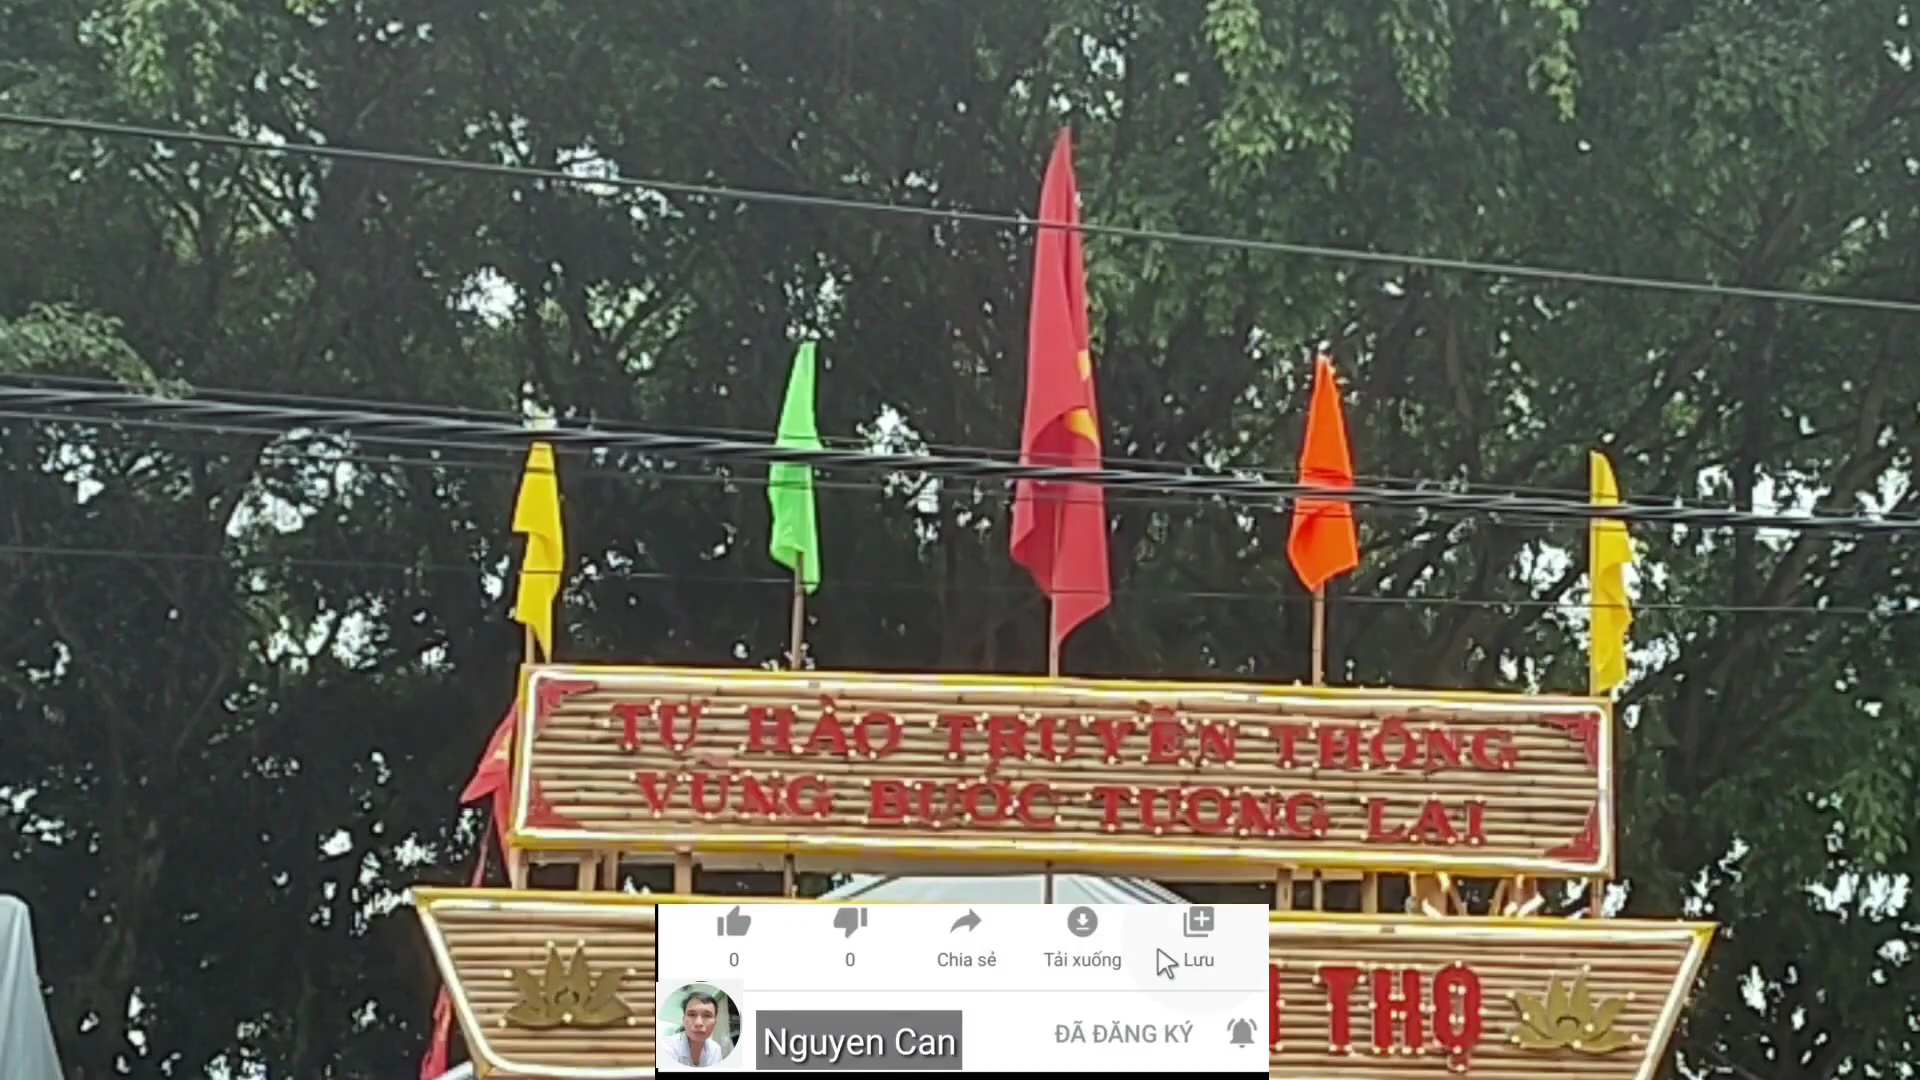 TỰ HÀO TRUYỀN THỐNG
VỮNG BƯỚC TƯƠNG LAI
THỌ
0
0
Chia sẻ
Tải xuống
Lưu
Nguyen Can
ĐÃ ĐĂNG KÝ